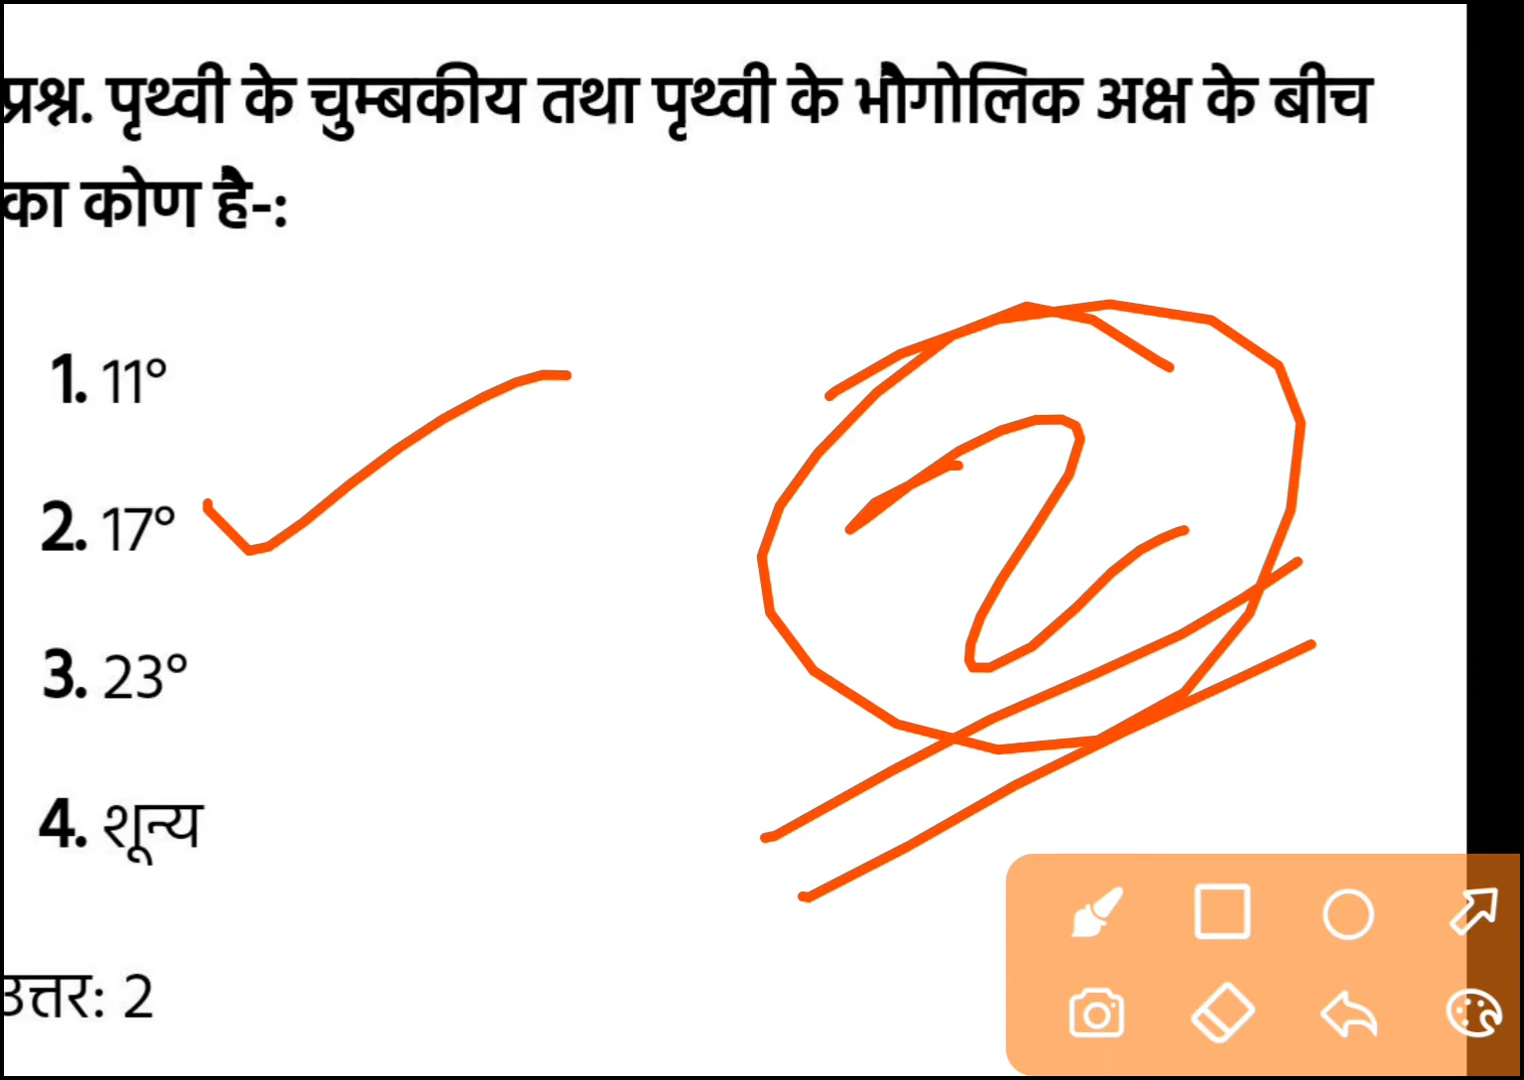 प्रश्न. पृथ्वी के चुम्बकीय तथा पृथ्वी के भौगोलिक अक्ष के बीच
का कोण है-:
1. 11°
2. 17°
2
3. 23°
4. शून्य
उत्तर: 2